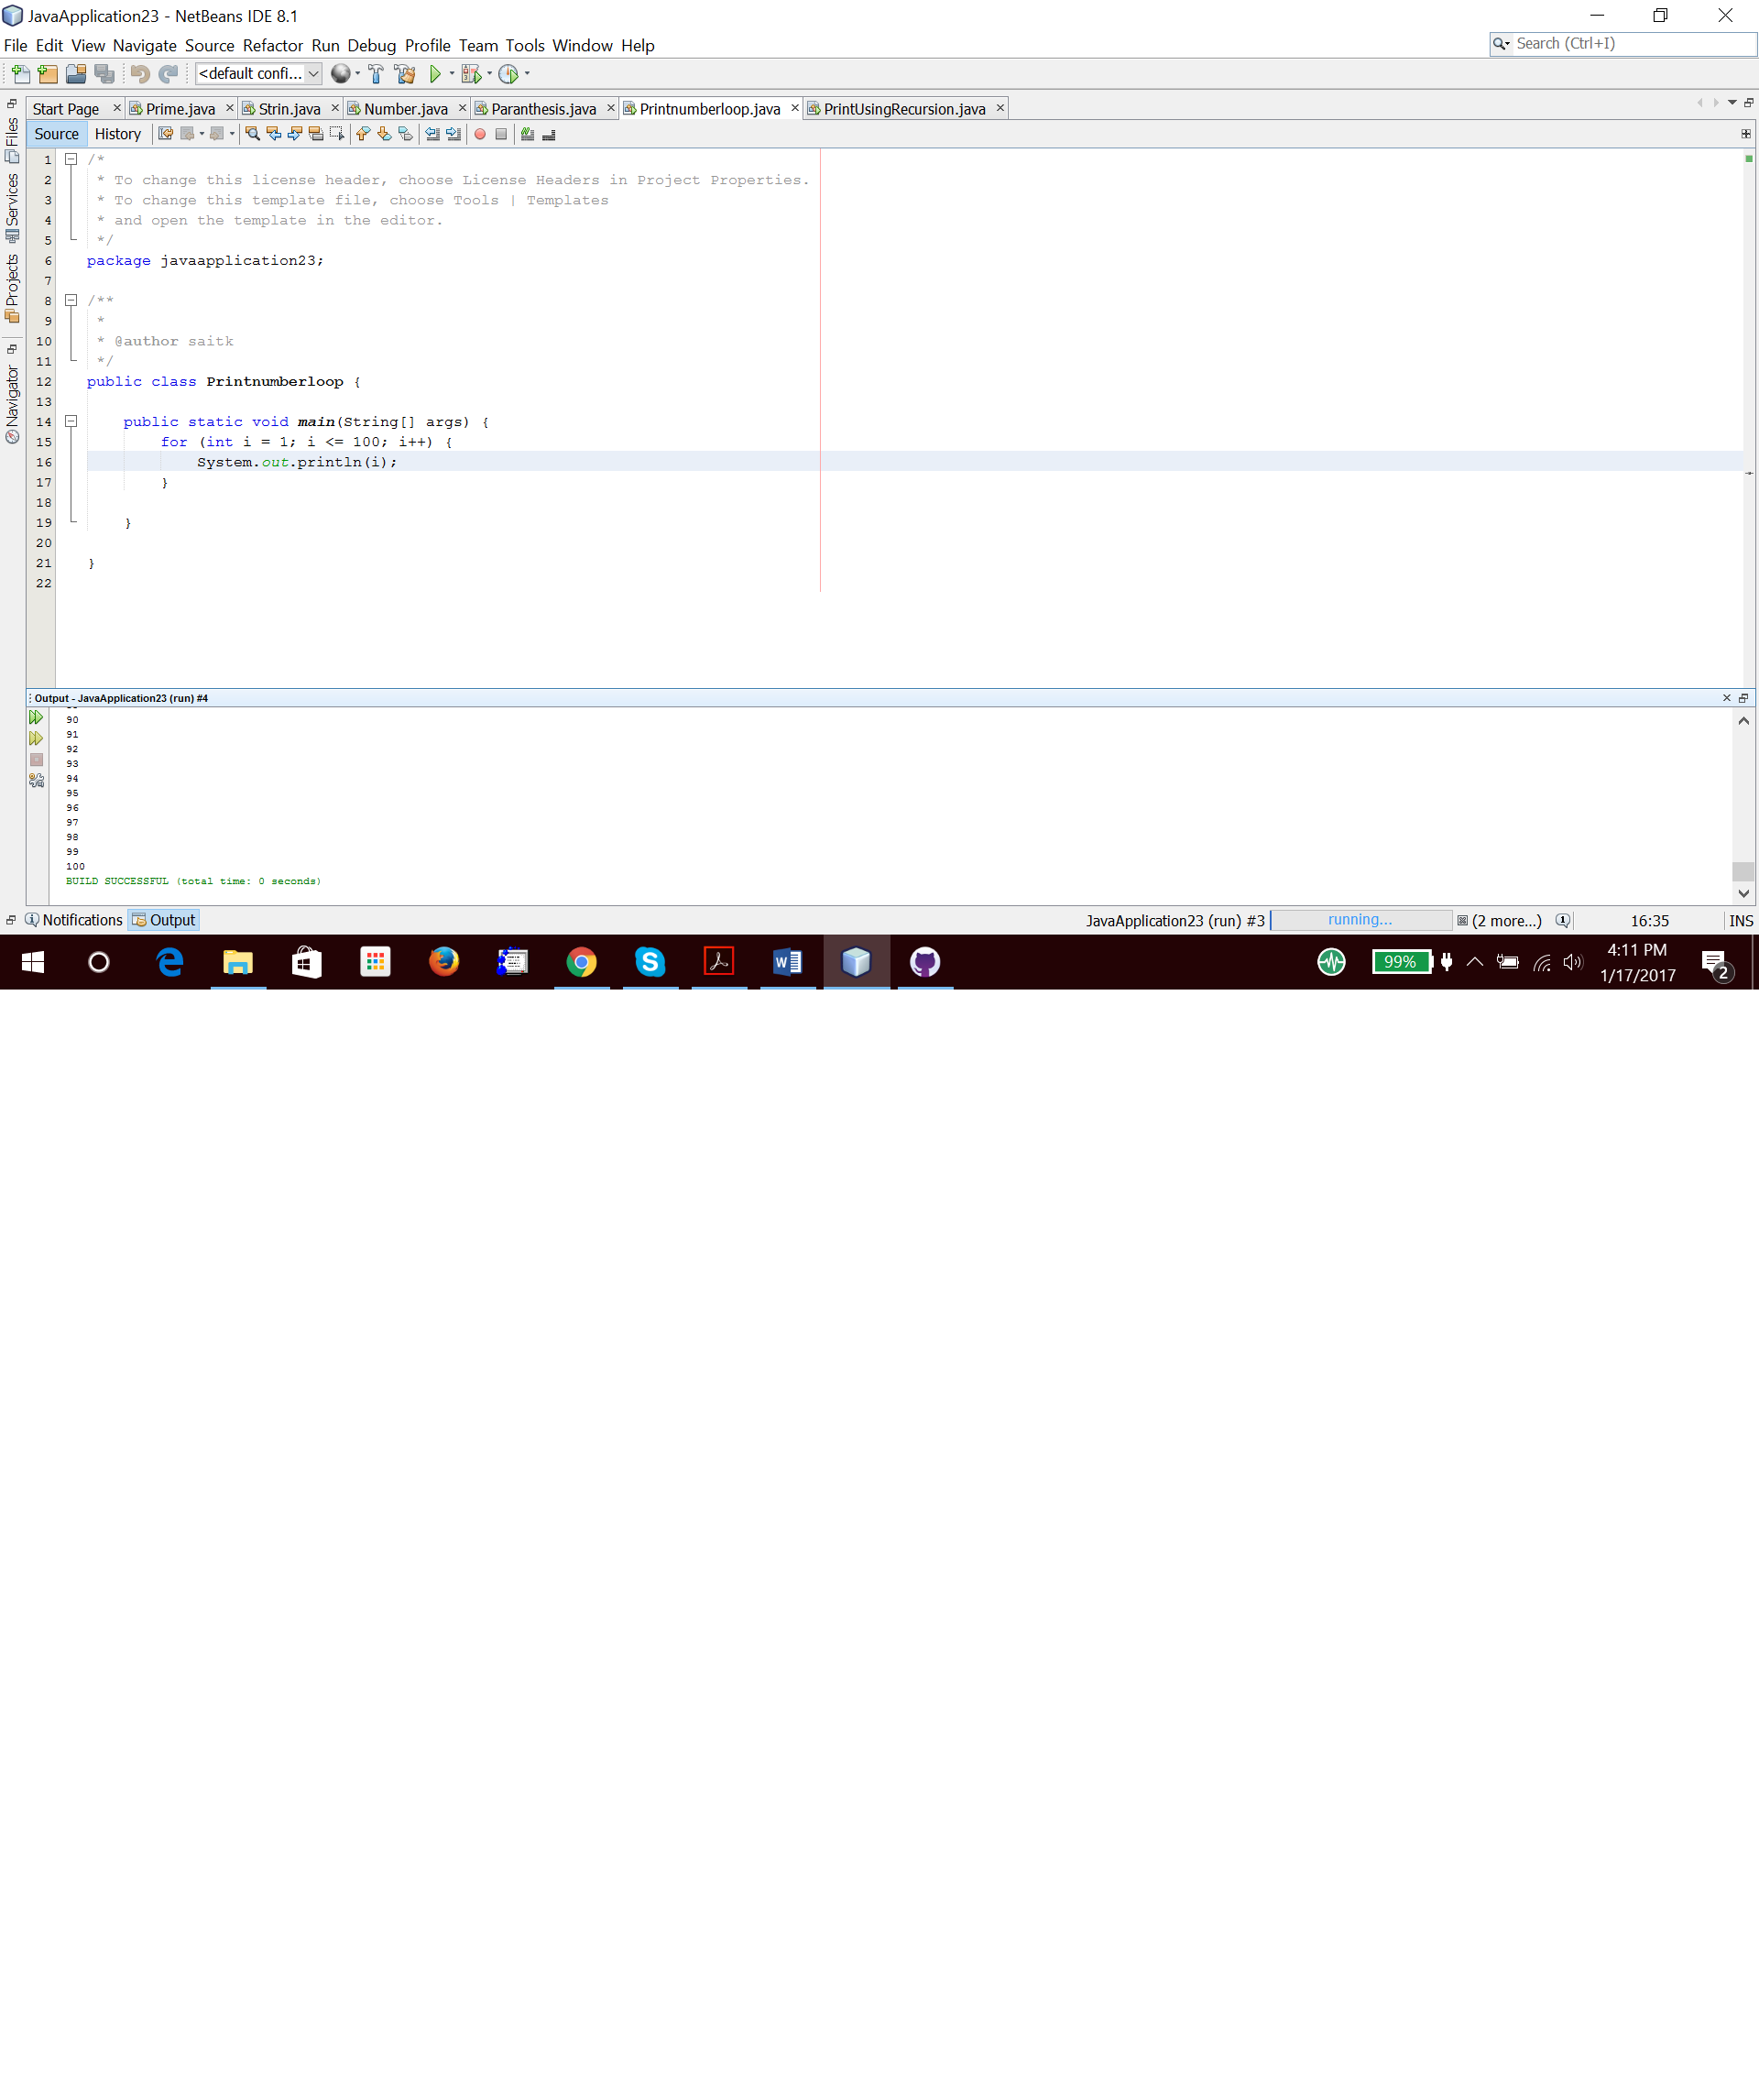 JavaApplication23 - NetBeans IDE 8.1
File Edit View Navigate Source Refactor Run Debug Profile Team Tools Window Help
Search (Ctrl+I)
<default confi...
Start Page Prime.java Strin.java Number.java Paranthesis.java Printnumberloop.java PrintUsingRecursion.java
Source History
Files
Services
Projects
Navigator
1 /*
2 * To change this license header, choose License Headers in Project Properties.
3 * To change this template file, choose Tools | Templates
4 * and open the template in the editor.
5 */
6 package javaapplication23;
7
8 /**
9 *
10 * @author saitk
11 */
12 public class Printnumberloop {
13
14 public static void main(String[] args) {
15 for (int i = 1; i <= 100; i++) {
16 System.out.println(i);
17 }
18
19 }
20
21 }
22
Output - JavaApplication23 (run) #4
90
91
92
93
94
95
96
97
98
99
100
BUILD SUCCESSFUL (total time: 0 seconds)
Notifications Output JavaApplication23 (run) #3 running... (2 more...) 16:35 INS
99% 4:11 PM
1/17/2017 2